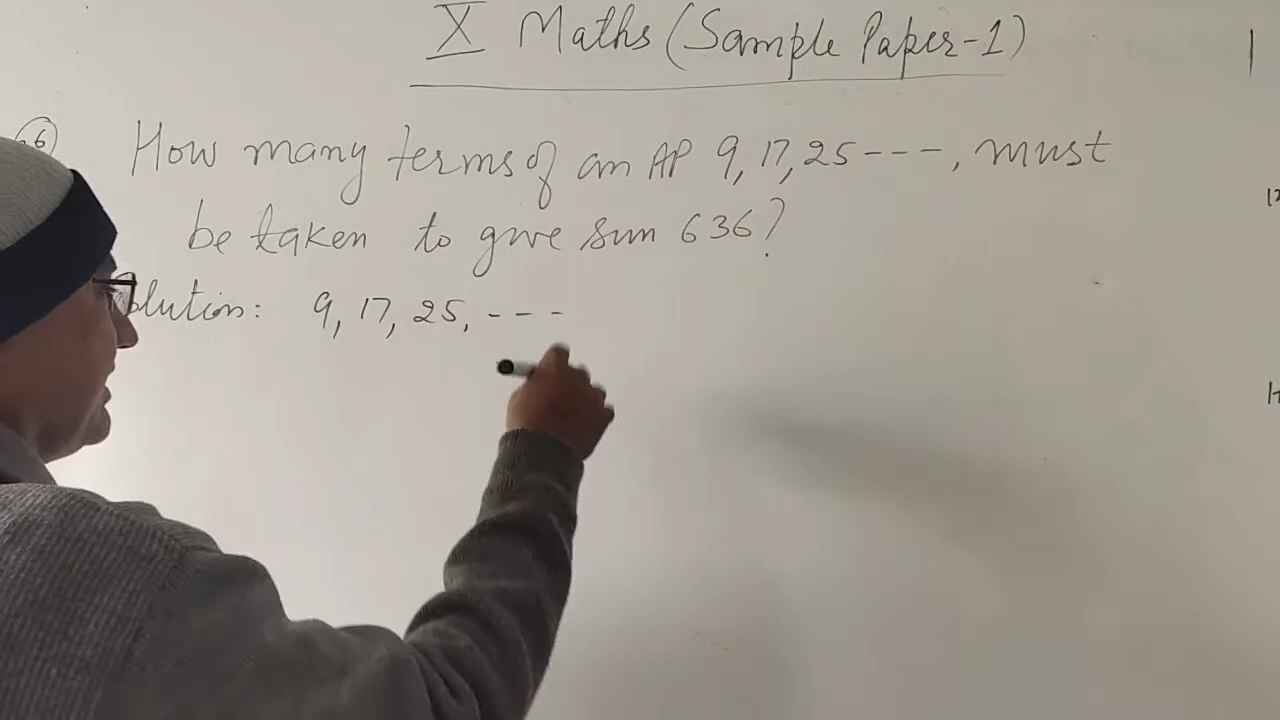 X Maths (Sample Paper-1)
How many terms of an AP 9, 17, 25---, must
be taken to give sum 636?
olution: 9, 17, 25, ---